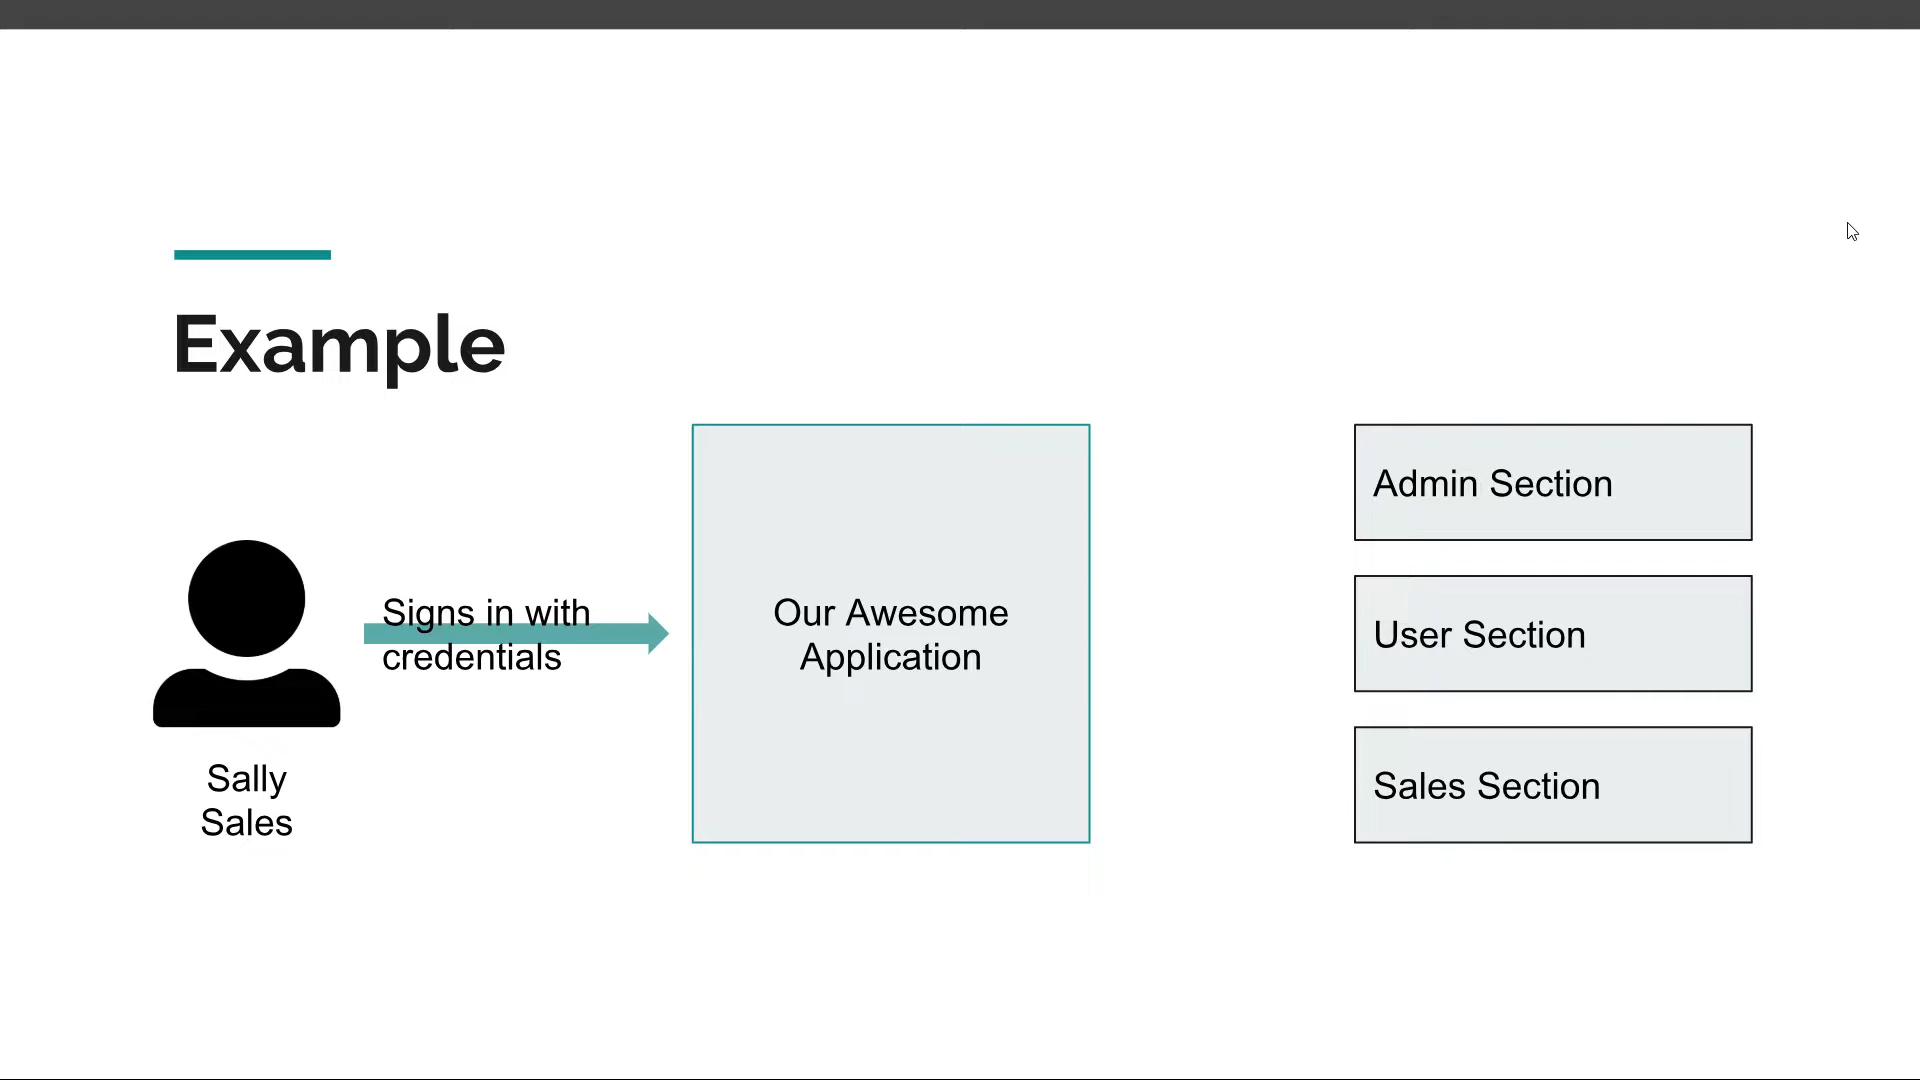 Example
Signs in with
credentials
Sally
Sales
Our Awesome
Application
Admin Section
User Section
Sales Section